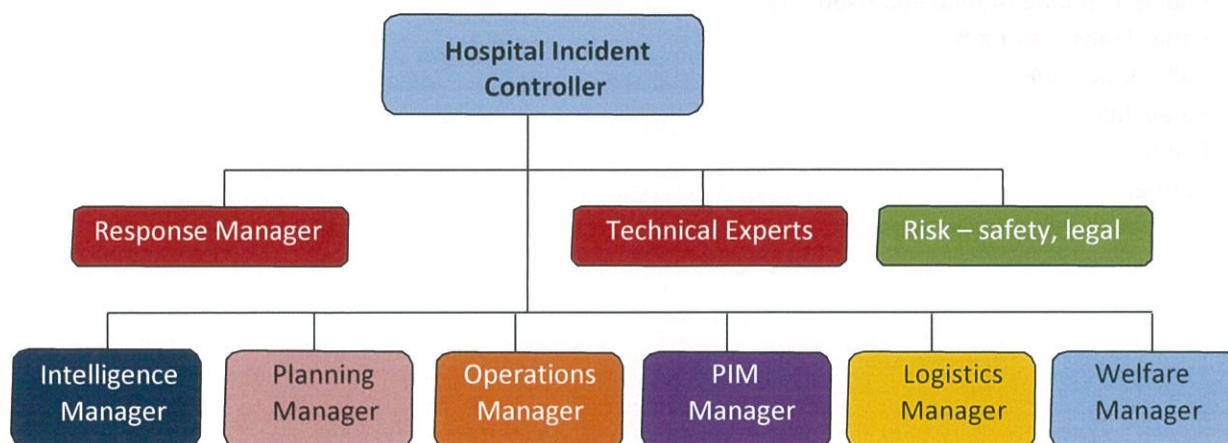 Hospital Incident
Controller
Response Manager
Technical Experts
Risk – safety, legal
Intelligence
Manager
Planning
Manager
Operations
Manager
PIM
Manager
Logistics
Manager
Welfare
Manager